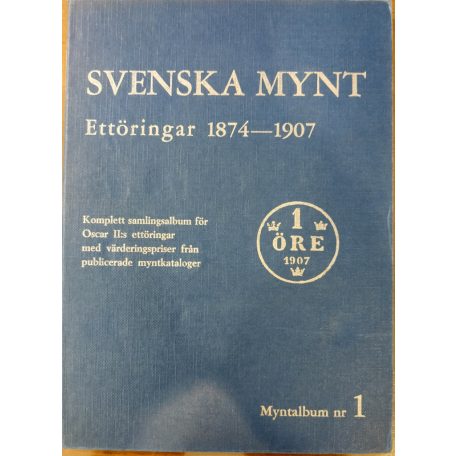 SVENSKA MYNT
Ettöringar 1874—1907
Komplett samlingsalbum för
Oscar II:s ettöringar
med värderingspriser från
publicerade myntkataloger
1
ÖRE
1907
Myntalbum nr 1